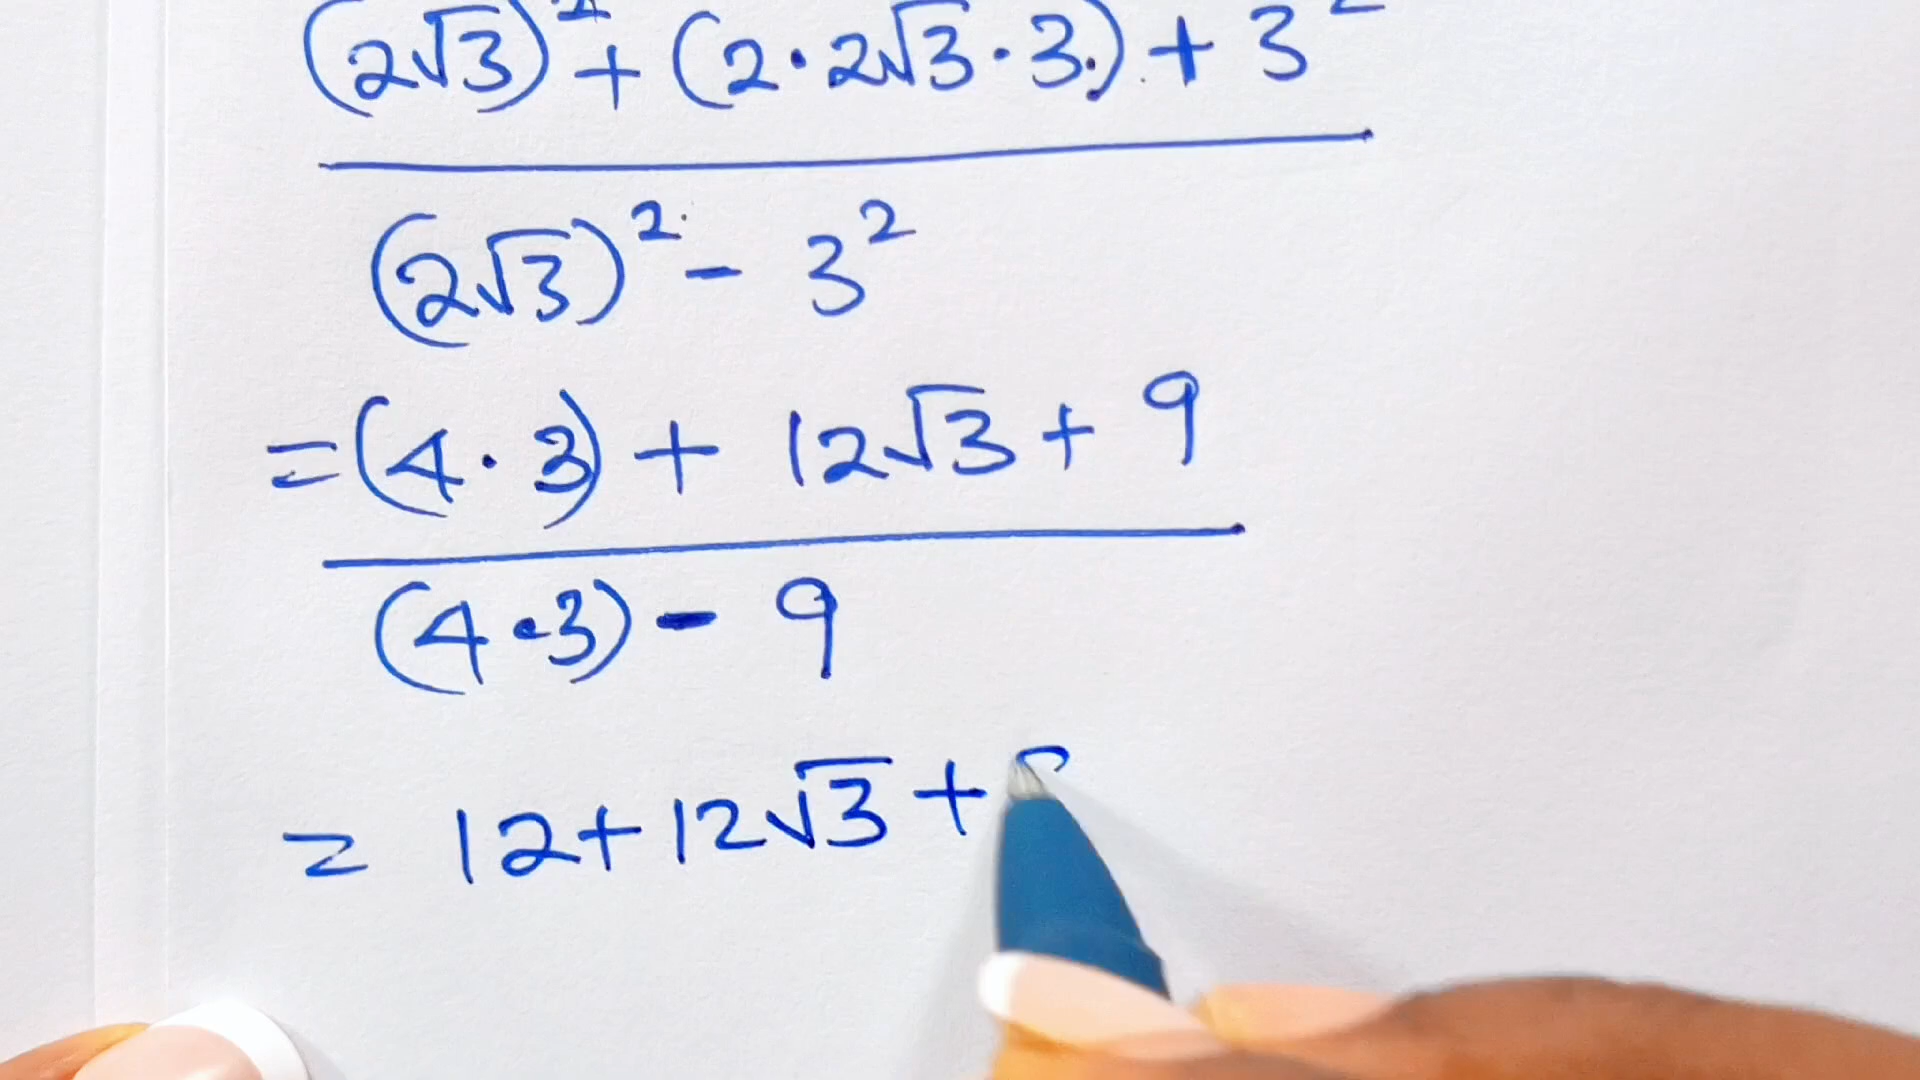 (2√3)² + (2·2√3·3) + 3²
(2√3)² - 3²
= (4·3) + 12√3 + 9
(4·3) - 9
= 12 + 12√3 +